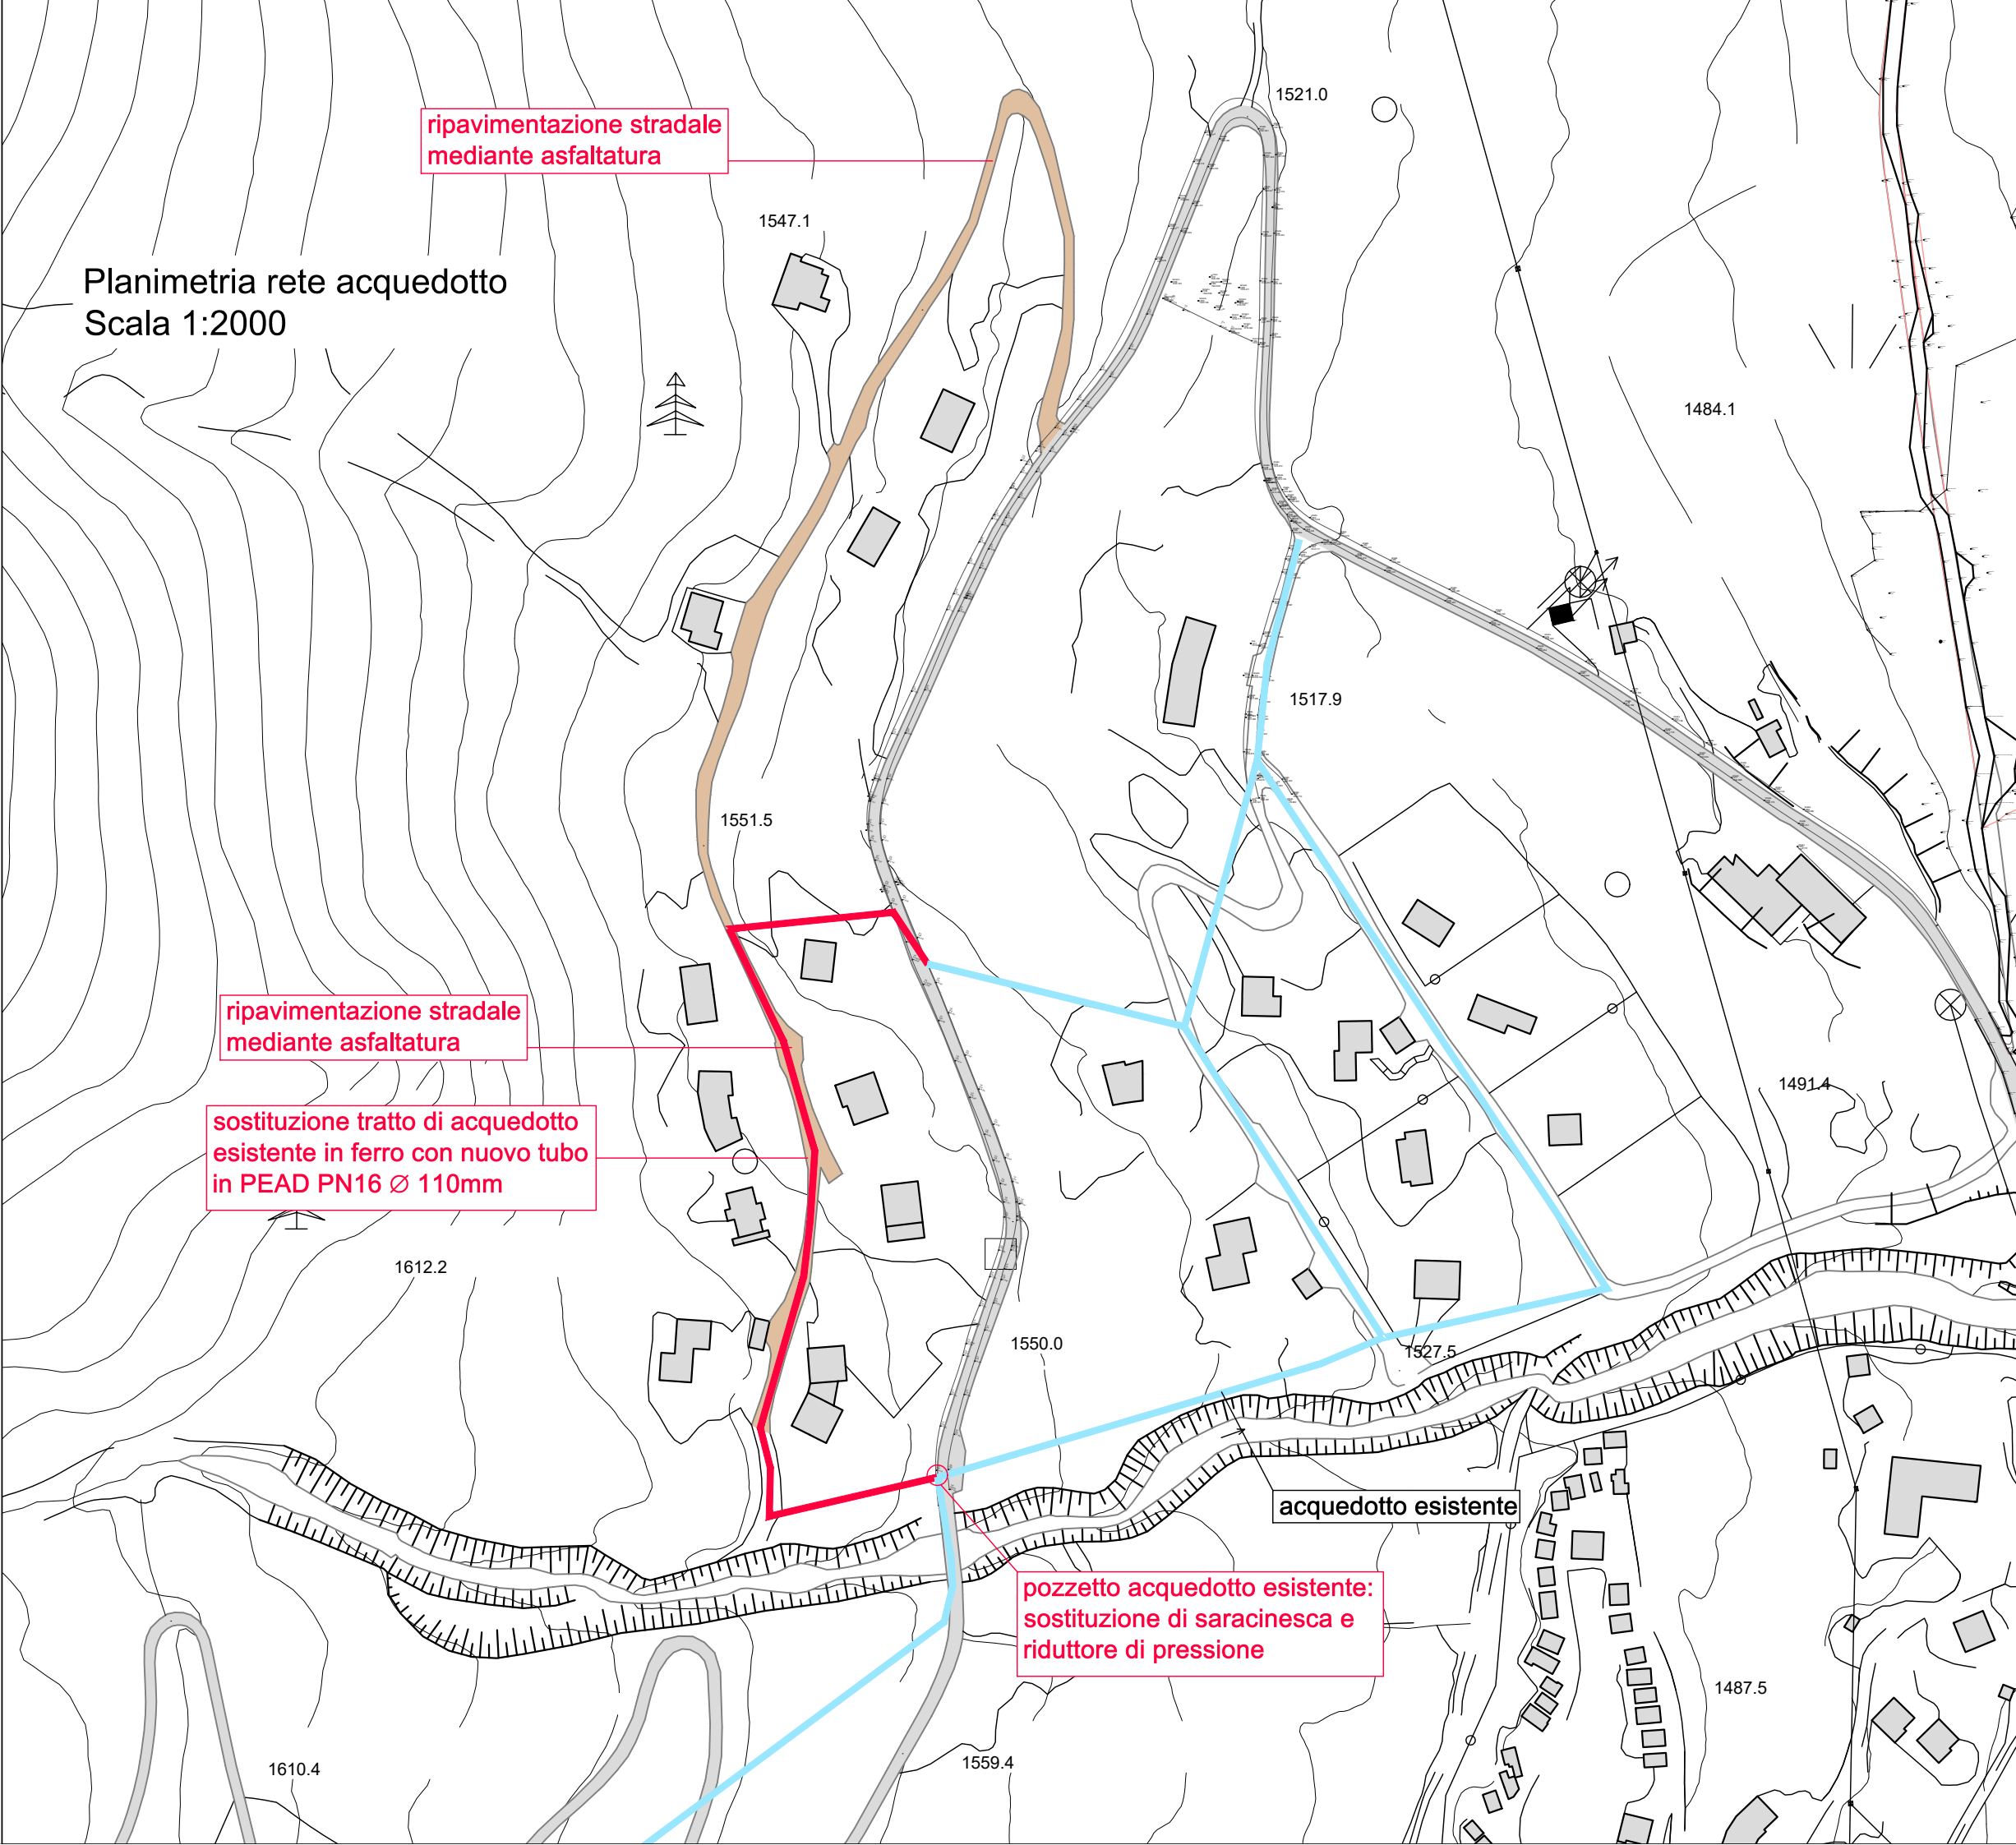 1521.0
ripavimentazione stradale
mediante asfaltatura
1547.1
Planimetria rete acquedotto
Scala 1:2000
1484.1
1517.9
1551.5
ripavimentazione stradale
mediante asfaltatura
1491.4
sostituzione tratto di acquedotto
esistente in ferro con nuovo tubo
in PEAD PN16 ∅ 110mm
1612.2
1550.0
1527.5
acquedotto esistente
pozzetto acquedotto esistente:
sostituzione di saracinesca e
riduttore di pressione
1487.5
1610.4
1559.4